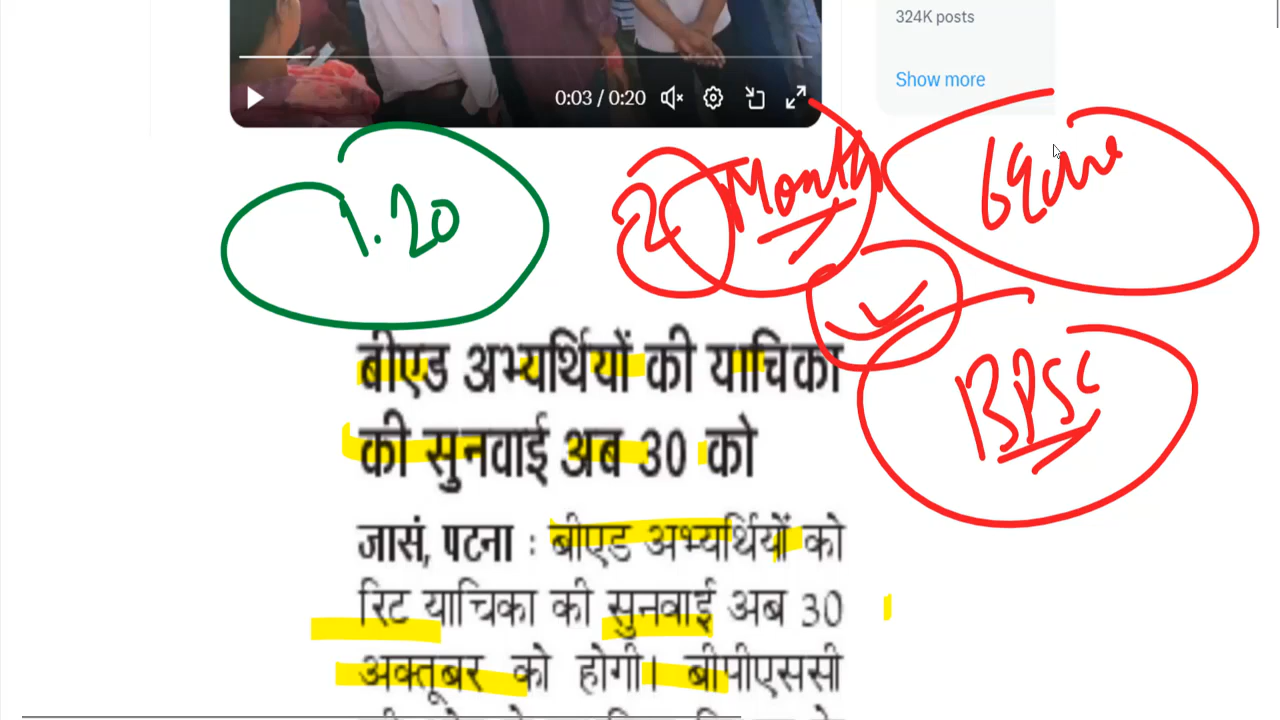 324K posts
Show more
0:03 / 0:20
1.20
2 Month
BPSC
बीएड अभ्यर्थियों की याचिका
की सुनवाई अब 30 को
जासं, पटना : बीएड अभ्यर्थियों को
रिट याचिका की सुनवाई अब 30
अक्तूबर को होगी। बीपीएससी